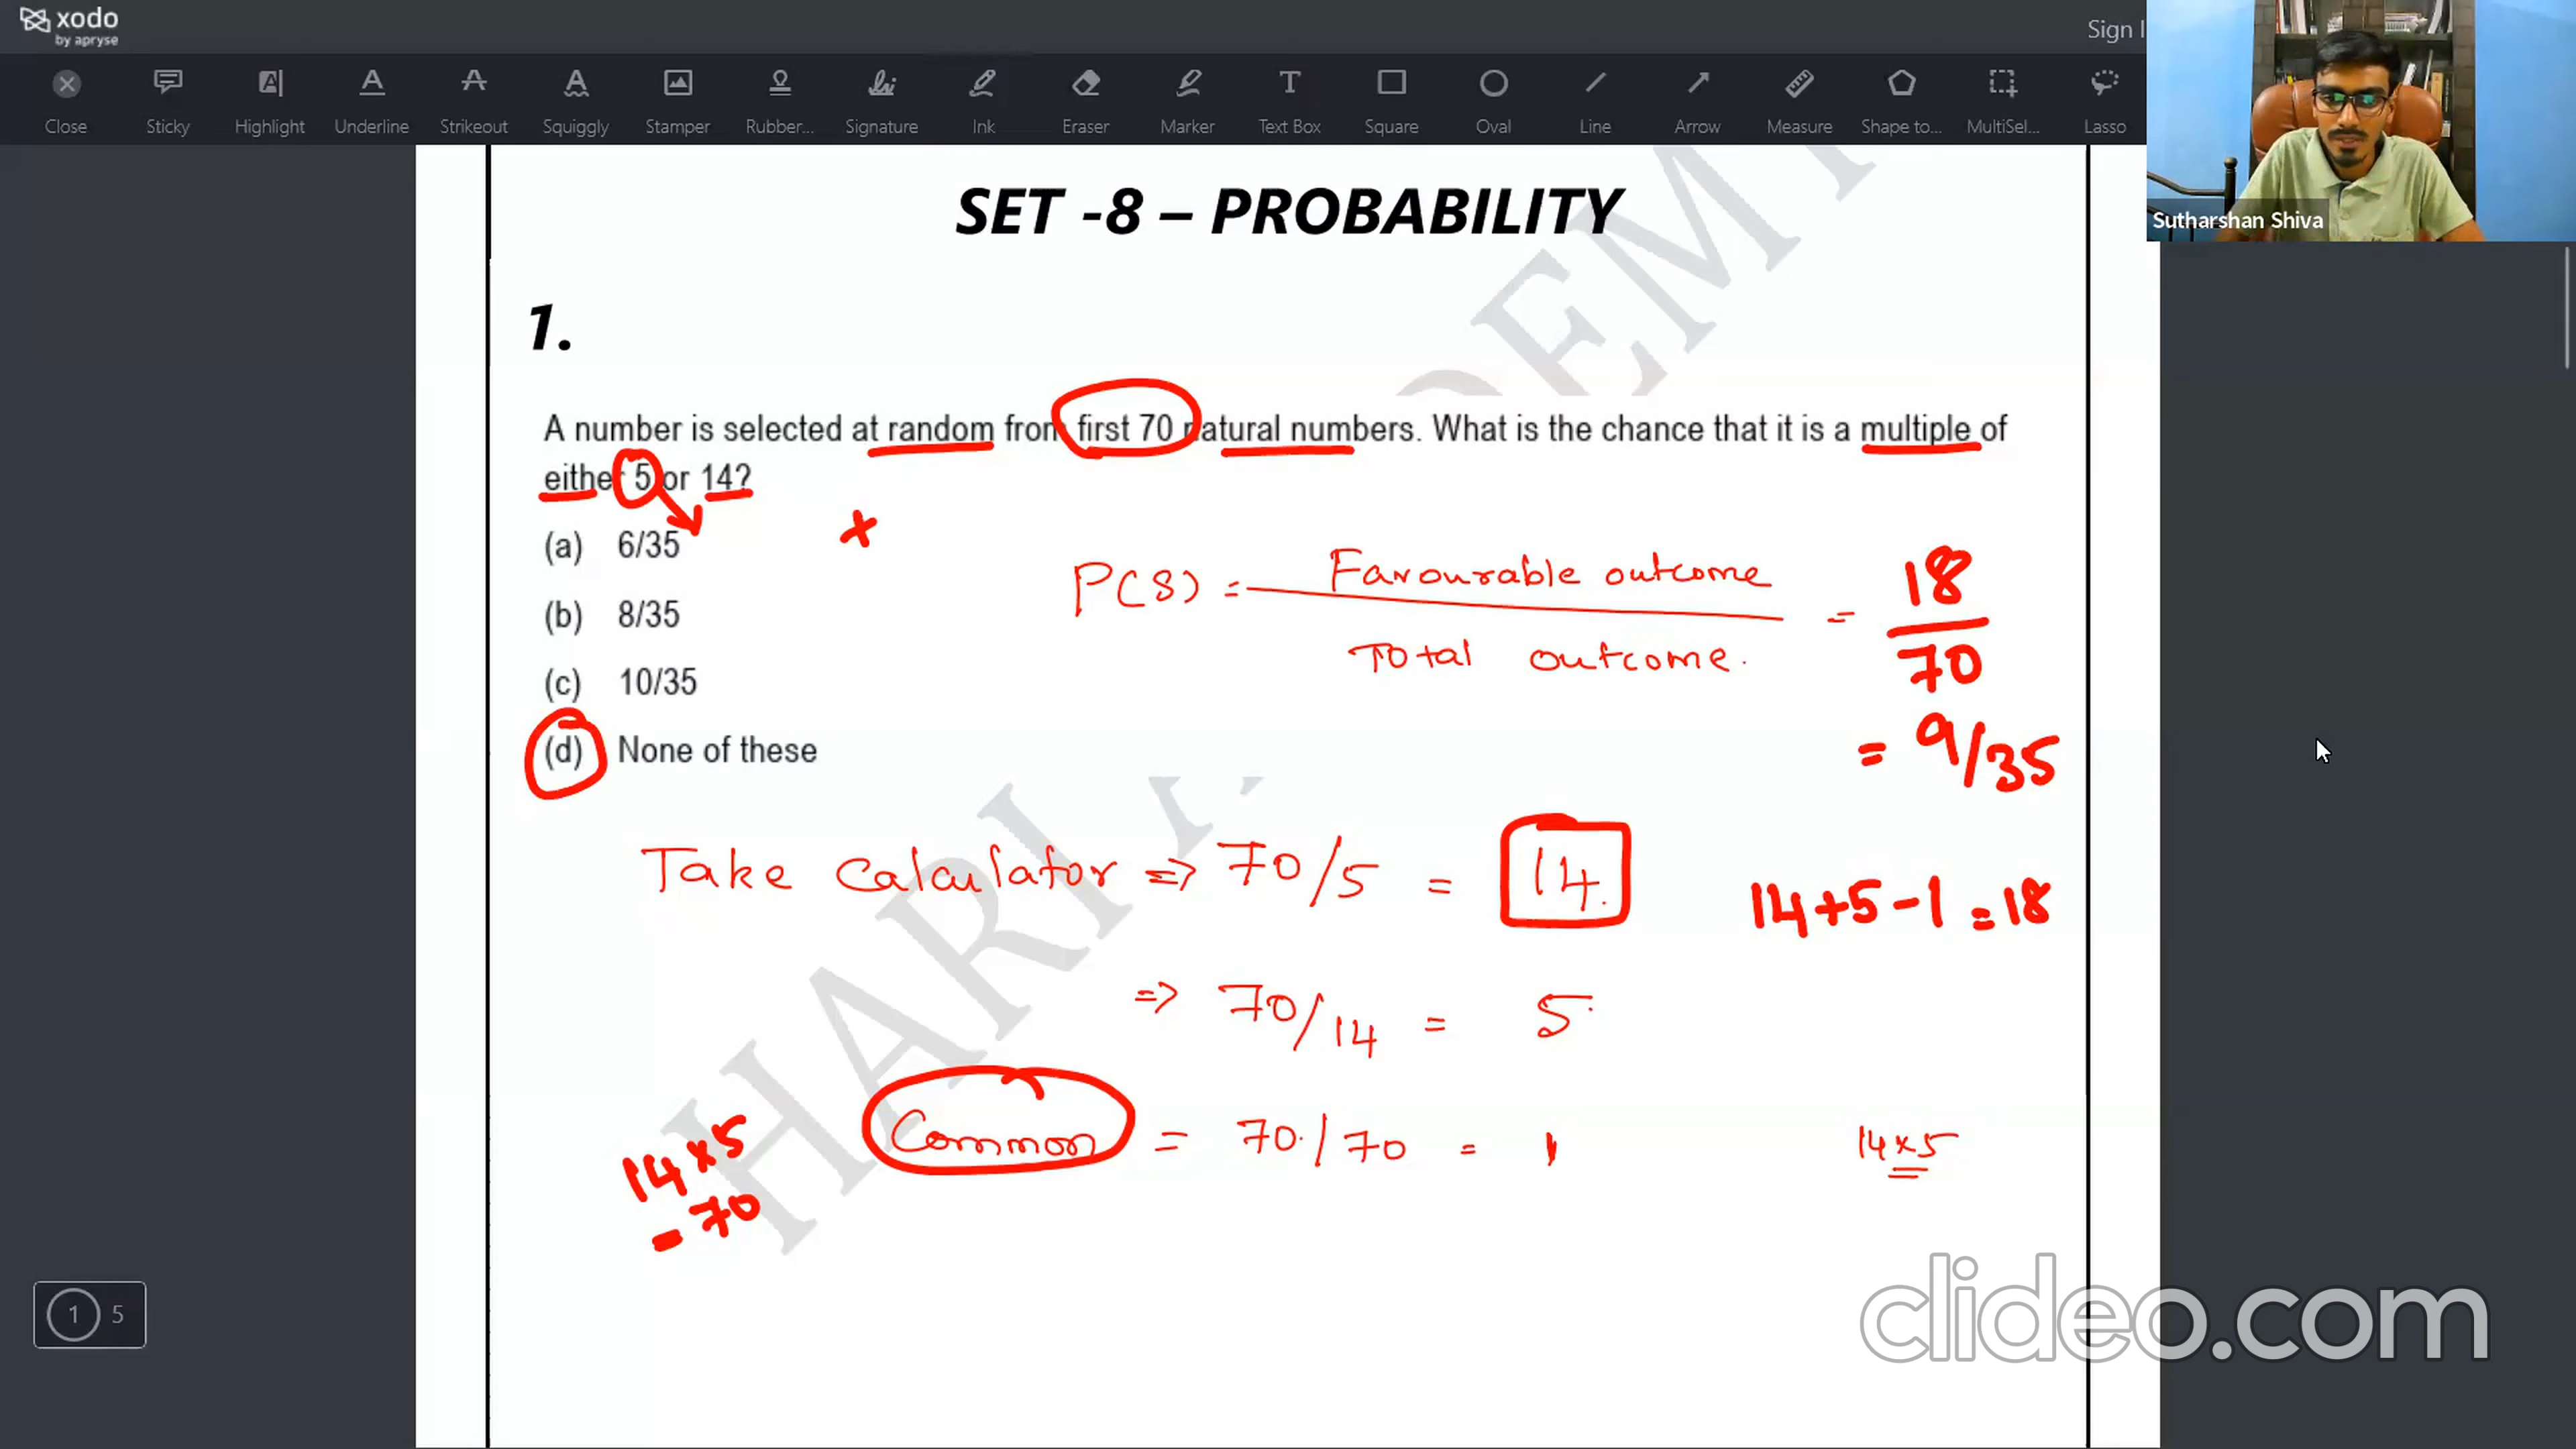 xodo
by apryse
Sign I
Close Sticky Highlight Underline Strikeout Squiggly Stamper Rubber... Signature Ink Eraser Marker Text Box Square Oval Line Arrow Measure Shape to... MultiSel... Lasso
Sutharshan Shiva
SET -8 – PROBABILITY
1.
A number is selected at random from first 70 natural numbers. What is the chance that it is a multiple of
either 5 or 14?
(a) 6/35
(b) 8/35
(c) 10/35
(d) None of these
P(S) = Favourable outcome / Total outcome. = 18/70
= 9/35
Take Calculator => 70/5 = 14.
14+5-1 = 18
=> 70/14 = 5.
Common = 70/70 = 1
14×5
= 70
14×5
HARI
DEMY
1 5
clideo.com